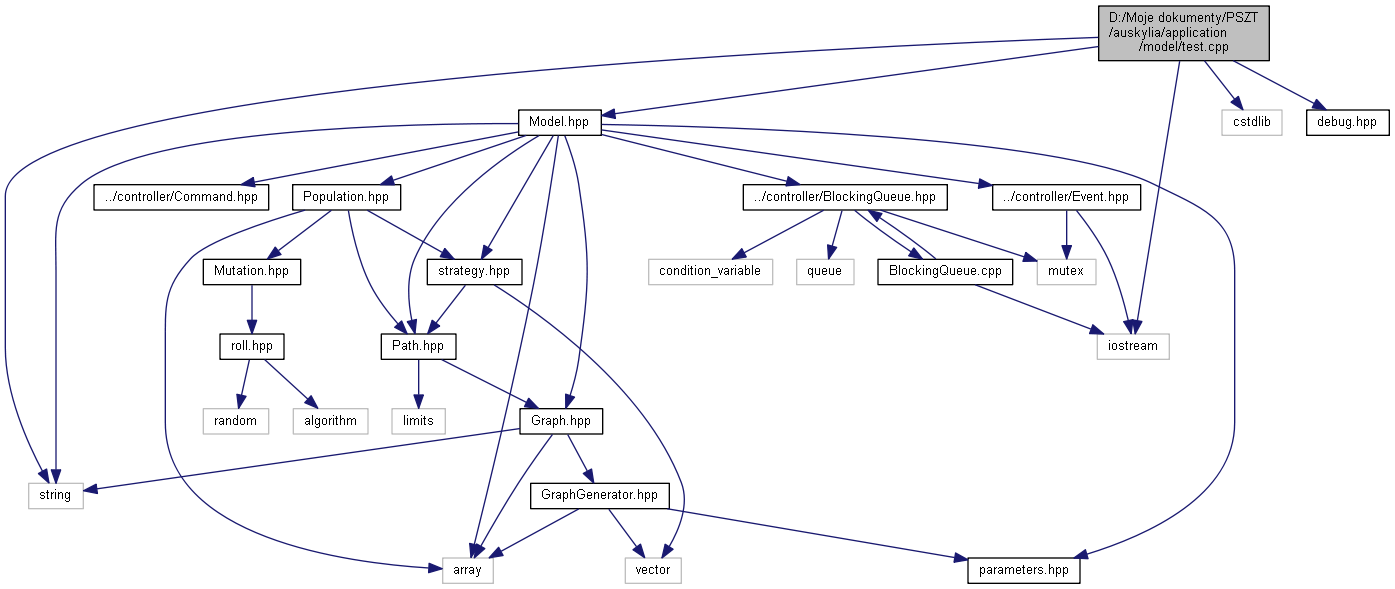 D:/Moje dokumenty/PSZT
/auskylia/application
/model/test.cpp
Model.hpp
cstdlib
debug.hpp
../controller/Command.hpp
Population.hpp
../controller/BlockingQueue.hpp
../controller/Event.hpp
Mutation.hpp
strategy.hpp
condition_variable
queue
BlockingQueue.cpp
mutex
roll.hpp
Path.hpp
iostream
random
algorithm
limits
Graph.hpp
string
GraphGenerator.hpp
array
vector
parameters.hpp